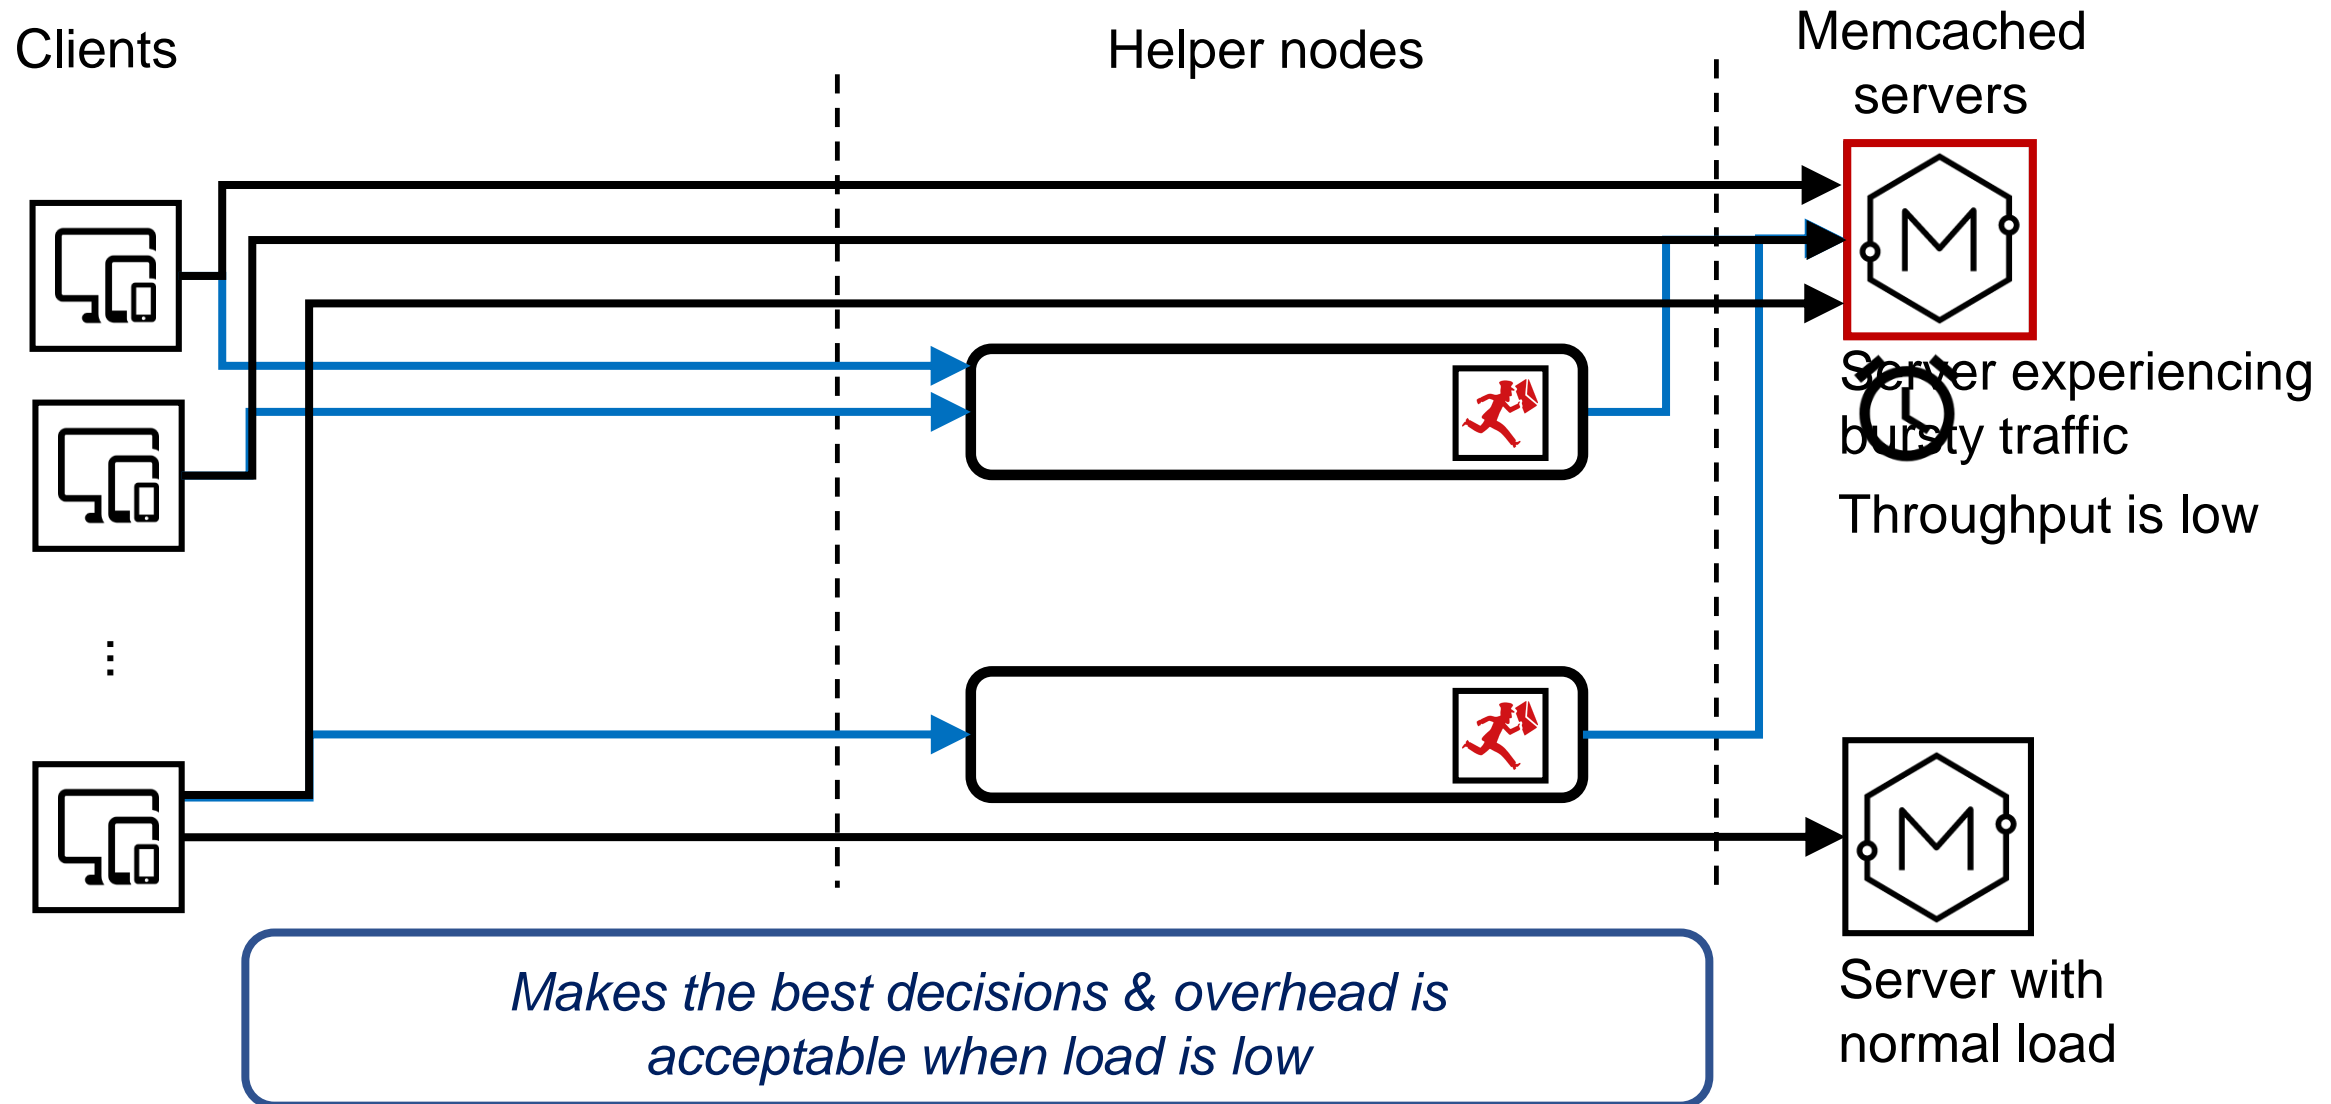 Clients
Helper nodes
Memcached
servers
M
Server experiencing
bursty traffic
Throughput is low
...
M
Server with
normal load
Makes the best decisions & overhead is
acceptable when load is low